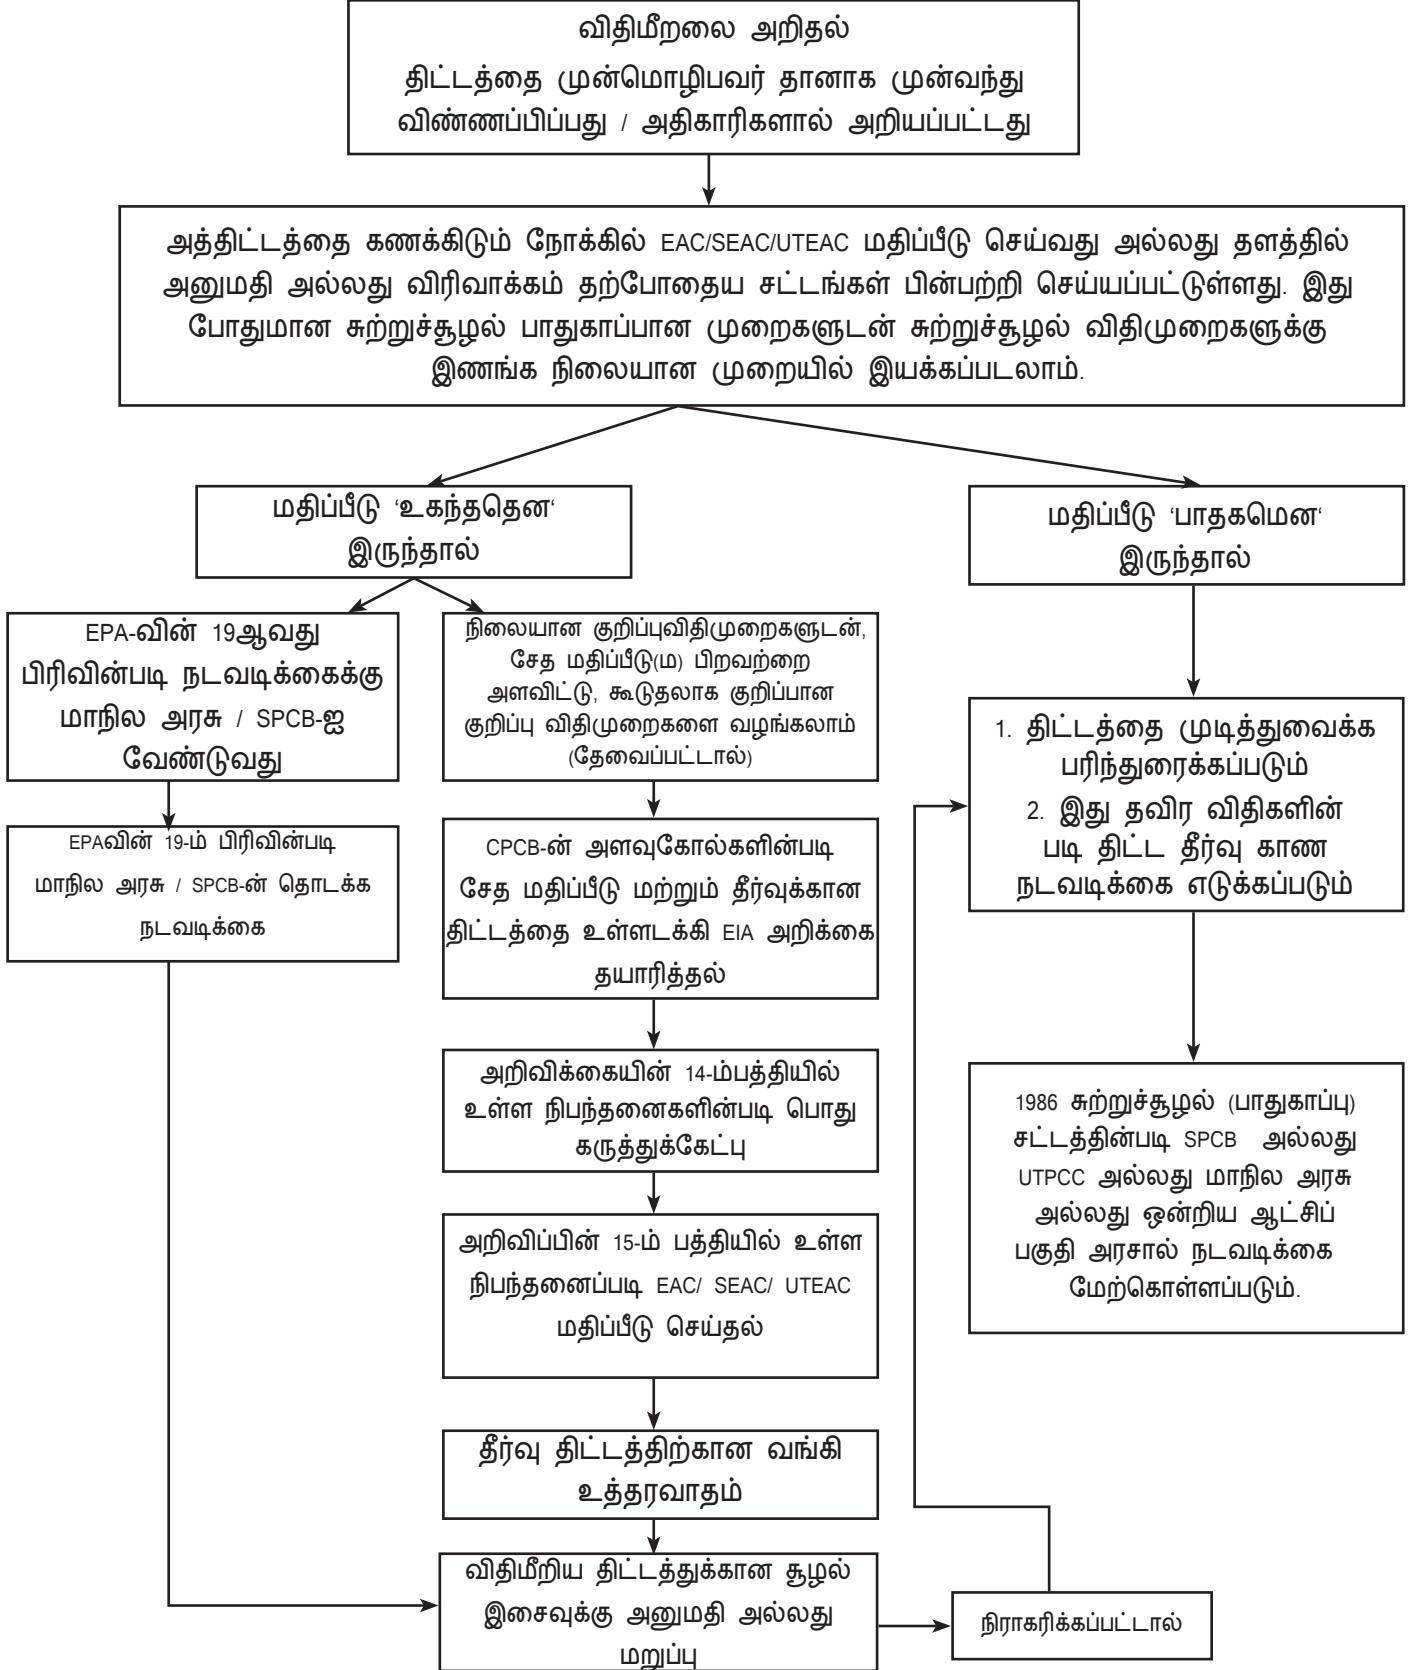 விதிமீறலை அறிதல்
திட்டத்தை முன்மொழிபவர் தானாக முன்வந்து
விண்ணப்பிப்பது / அதிகாரிகளால் அறியப்பட்டது
அத்திட்டத்தை கணக்கிடும் நோக்கில் EAC/SEAC/UTEAC மதிப்பீடு செய்வது அல்லது தளத்தில்
அனுமதி அல்லது விரிவாக்கம் தற்போதைய சட்டங்கள் பின்பற்றி செய்யப்பட்டுள்ளது. இது
போதுமான சுற்றுச்சூழல் பாதுகாப்பான முறைகளுடன் சுற்றுச்சூழல் விதிமுறைகளுக்கு
இணங்க நிலையான முறையில் இயக்கப்படலாம்.
மதிப்பீடு ‘உகந்ததென‘
இருந்தால்
மதிப்பீடு ‘பாதகமென‘
இருந்தால்
EPA-வின் 19ஆவது
பிரிவின்படி நடவடிக்கைக்கு
மாநில அரசு / SPCB-ஐ
வேண்டுவது
நிலையான குறிப்புவிதிமுறைகளுடன்,
சேத மதிப்பீடு(ம) பிறவற்றை
அளவிட்டு, கூடுதலாக குறிப்பான
குறிப்பு விதிமுறைகளை வழங்கலாம்
(தேவைப்பட்டால்)
1. திட்டத்தை முடித்துவைக்க
பரிந்துரைக்கப்படும்
2. இது தவிர விதிகளின்
படி திட்ட தீர்வு காண
நடவடிக்கை எடுக்கப்படும்
EPAவின் 19-ம் பிரிவின்படி
மாநில அரசு / SPCB-ன் தொடக்க
நடவடிக்கை
CPCB-ன் அளவுகோல்களின்படி
சேத மதிப்பீடு மற்றும் தீர்வுக்கான
திட்டத்தை உள்ளடக்கி EIA அறிக்கை
தயாரித்தல்
அறிவிக்கையின் 14-ம்பத்தியில்
உள்ள நிபந்தனைகளின்படி பொது
கருத்துக்கேட்பு
1986 சுற்றுச்சூழல் (பாதுகாப்பு)
சட்டத்தின்படி SPCB அல்லது
UTPCC அல்லது மாநில அரசு
அல்லது ஒன்றிய ஆட்சிப்
பகுதி அரசால் நடவடிக்கை
மேற்கொள்ளப்படும்.
அறிவிப்பின் 15-ம் பத்தியில் உள்ள
நிபந்தனைப்படி EAC/ SEAC/ UTEAC
மதிப்பீடு செய்தல்
தீர்வு திட்டத்திற்கான வங்கி
உத்தரவாதம்
விதிமீறிய திட்டத்துக்கான சூழல்
இசைவுக்கு அனுமதி அல்லது
மறுப்பு
நிராகரிக்கப்பட்டால்